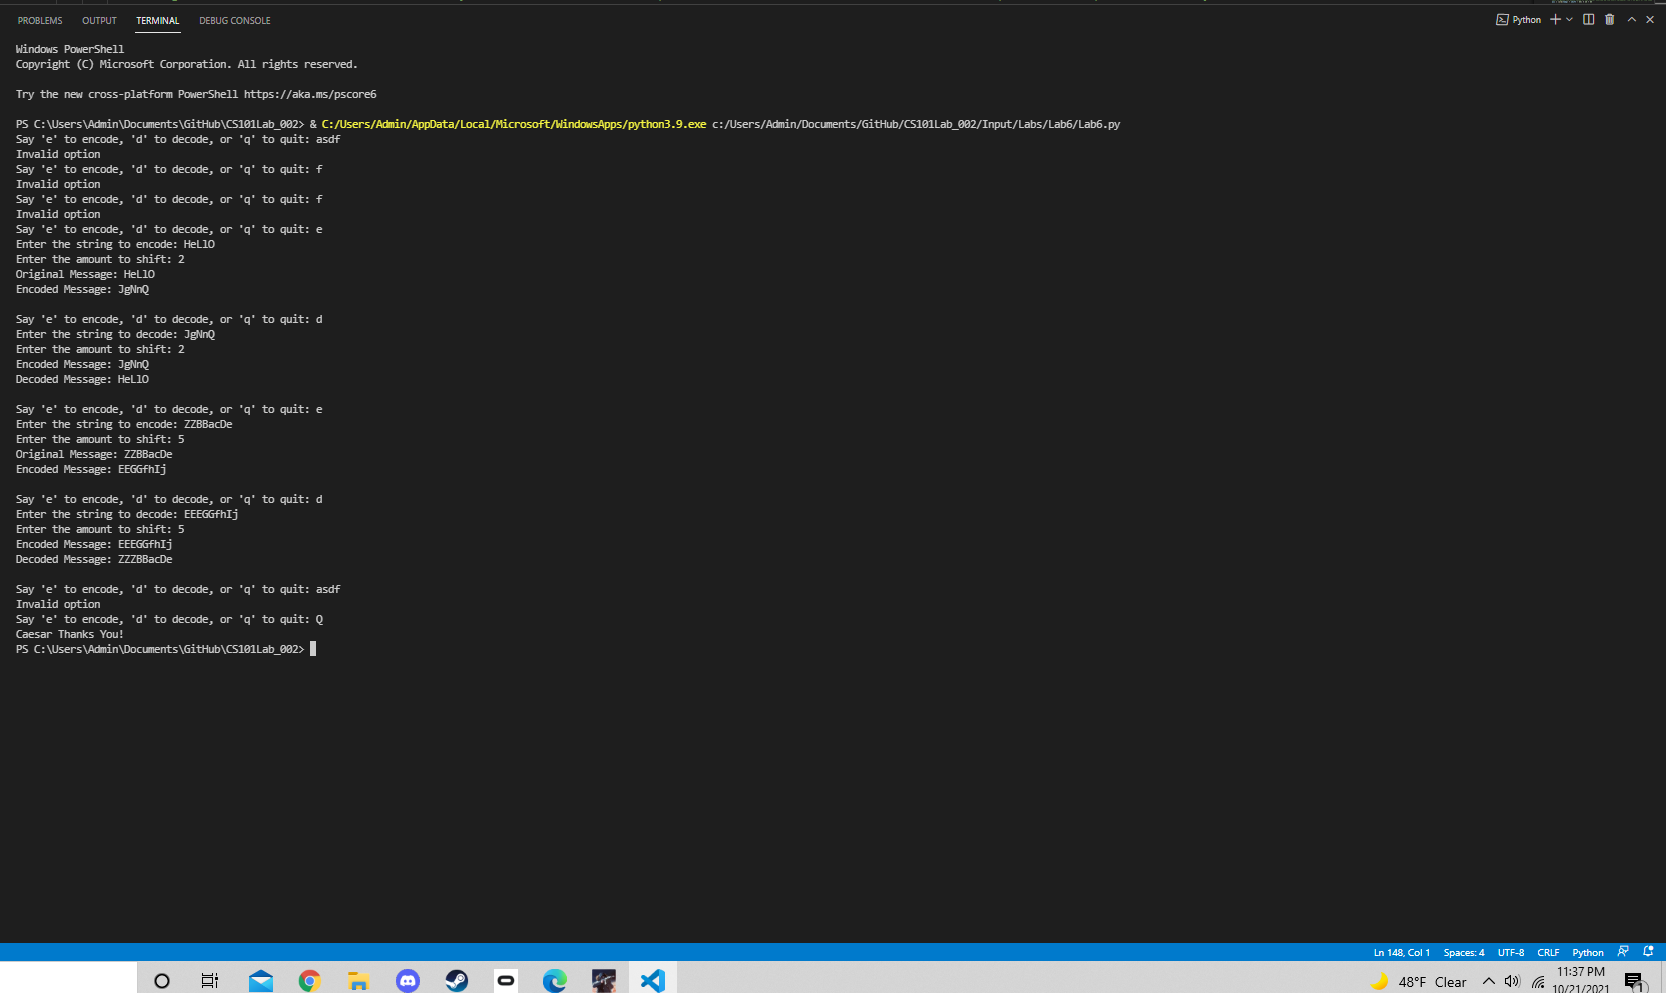 PROBLEMS OUTPUT TERMINAL DEBUG CONSOLE Python
Windows PowerShell
Copyright (C) Microsoft Corporation. All rights reserved.
Try the new cross-platform PowerShell https://aka.ms/pscore6
PS C:\Users\Admin\Documents\GitHub\CS101Lab_002> & C:/Users/Admin/AppData/Local/Microsoft/WindowsApps/python3.9.exe c:/Users/Admin/Documents/GitHub/CS101Lab_002/Input/Labs/Lab6/Lab6.py
Say 'e' to encode, 'd' to decode, or 'q' to quit: asdf
Invalid option
Say 'e' to encode, 'd' to decode, or 'q' to quit: f
Invalid option
Say 'e' to encode, 'd' to decode, or 'q' to quit: f
Invalid option
Say 'e' to encode, 'd' to decode, or 'q' to quit: e
Enter the string to encode: HeLlO
Enter the amount to shift: 2
Original Message: HeLlO
Encoded Message: JgNnQ
Say 'e' to encode, 'd' to decode, or 'q' to quit: d
Enter the string to decode: JgNnQ
Enter the amount to shift: 2
Encoded Message: JgNnQ
Decoded Message: HeLlO
Say 'e' to encode, 'd' to decode, or 'q' to quit: e
Enter the string to encode: ZZBBacDe
Enter the amount to shift: 5
Original Message: ZZBBacDe
Encoded Message: EEGGfhIj
Say 'e' to encode, 'd' to decode, or 'q' to quit: d
Enter the string to decode: EEEGGfhIj
Enter the amount to shift: 5
Encoded Message: EEEGGfhIj
Decoded Message: ZZZBBacDe
Say 'e' to encode, 'd' to decode, or 'q' to quit: asdf
Invalid option
Say 'e' to encode, 'd' to decode, or 'q' to quit: Q
Caesar Thanks You!
PS C:\Users\Admin\Documents\GitHub\CS101Lab_002>
Ln 148, Col 1 Spaces: 4 UTF-8 CRLF Python
48°F Clear 11:37 PM
10/21/2021 1